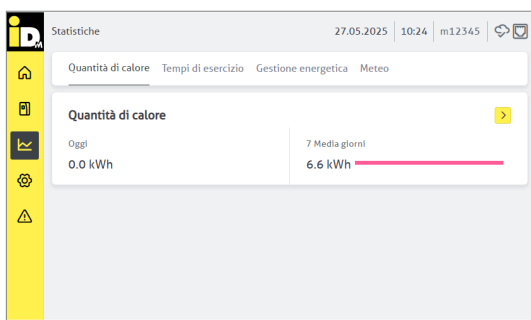 iDM
Statistiche 27.05.2025 10:24 m12345
Quantità di calore Tempi di esercizio Gestione energetica Meteo
Quantità di calore
Oggi 7 Media giorni
0.0 kWh 6.6 kWh